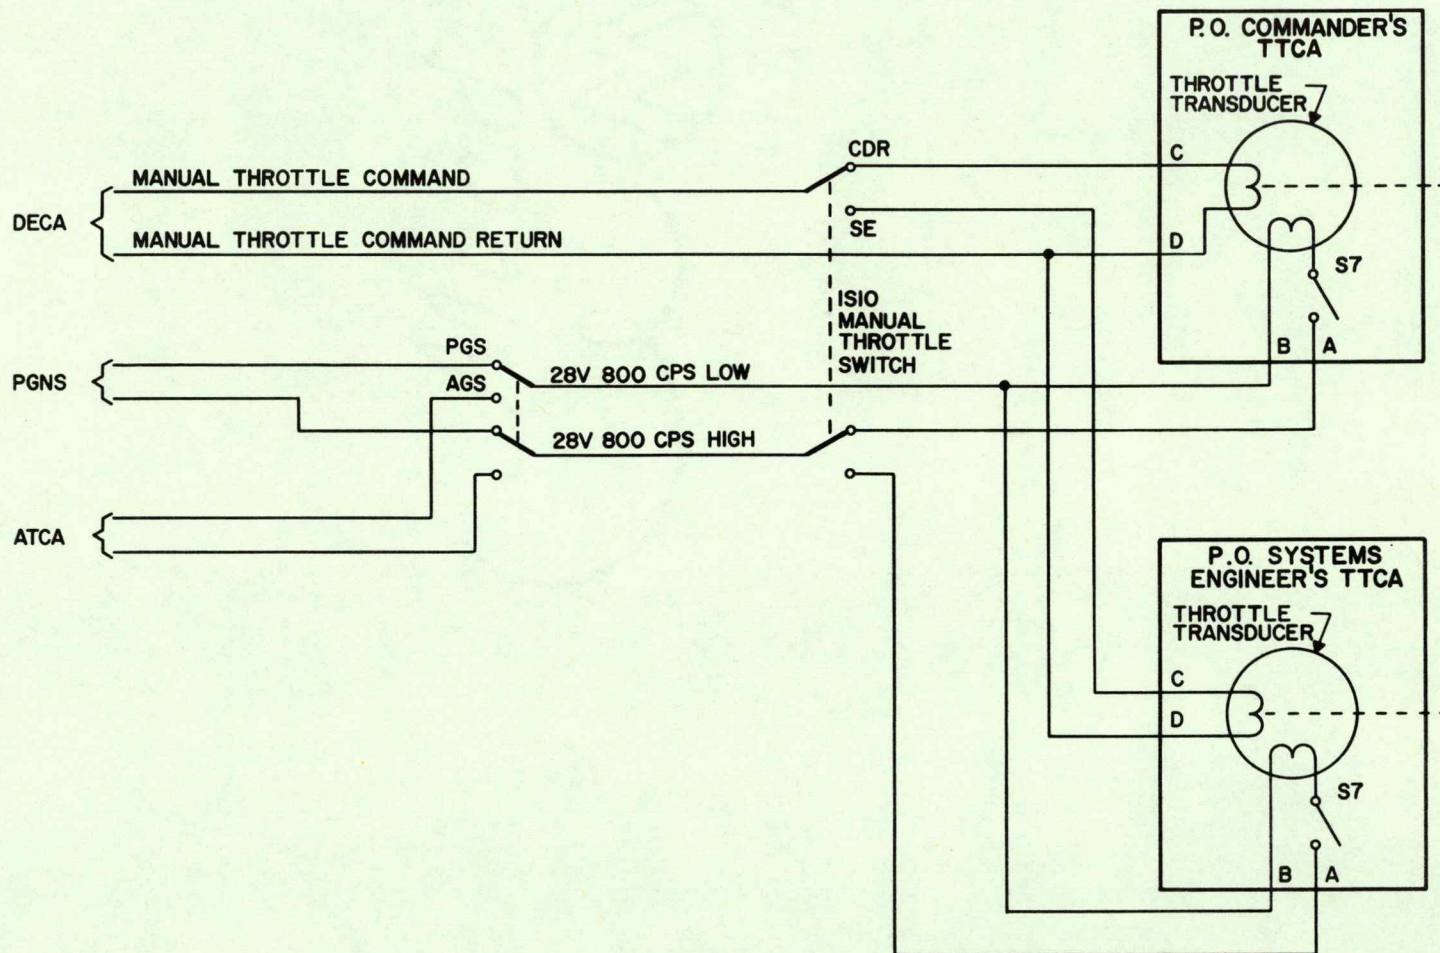 P.O. COMMANDER'S
TTCA
THROTTLE
TRANSDUCER
C
D
S7
B A
CDR
SE
MANUAL THROTTLE COMMAND
DECA
MANUAL THROTTLE COMMAND RETURN
ISIO
MANUAL
THROTTLE
SWITCH
PGS
AGS
PGNS
28V 800 CPS LOW
28V 800 CPS HIGH
ATCA
P.O. SYSTEMS
ENGINEER'S TTCA
THROTTLE
TRANSDUCER
C
D
S7
B A